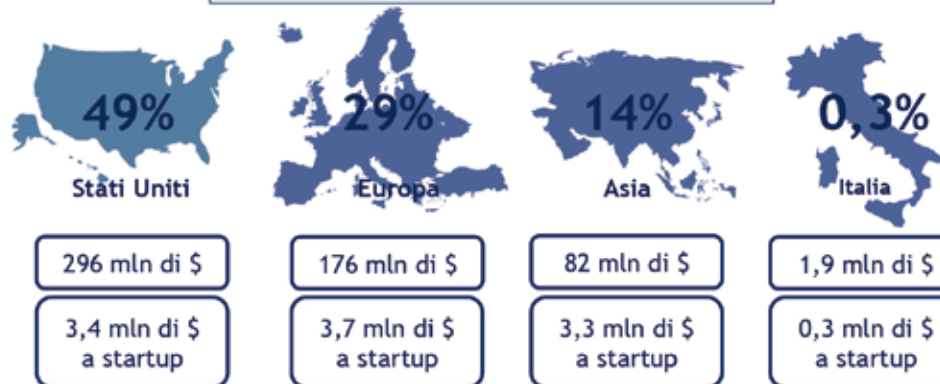 49%
29%
14%
0,3%
Stati Uniti
Europa
Asia
Italia
296 mln di $
176 mln di $
82 mln di $
1,9 mln di $
3,4 mln di $
a startup
3,7 mln di $
a startup
3,3 mln di $
a startup
0,3 mln di $
a startup